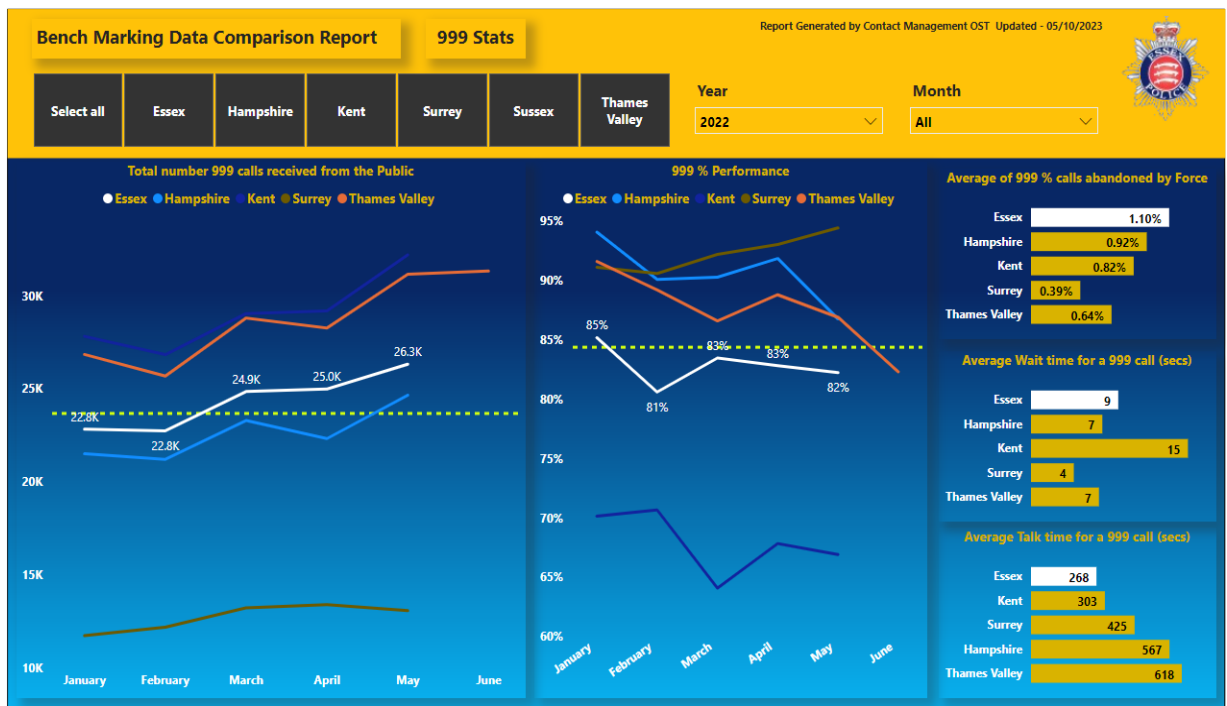 Bench Marking Data Comparison Report
999 Stats
Report Generated by Contact Management OST Updated - 05/10/2023
ESSEX
POLICE
Select all
Essex
Hampshire
Kent
Surrey
Sussex
Thames
Valley
Year
2022
Month
All
Total number 999 calls received from the Public
Essex Hampshire Kent Surrey Thames Valley
30K
25K
20K
15K
10K
22.8K
22.8K
24.9K
25.0K
26.3K
January February March April May June
999 % Performance
Essex Hampshire Kent Surrey Thames Valley
95%
90%
85%
80%
75%
70%
65%
60%
85%
81%
83%
83%
82%
January February March April May June
Average of 999 % calls abandoned by Force
Essex 1.10%
Hampshire 0.92%
Kent 0.82%
Surrey 0.39%
Thames Valley 0.64%
Average Wait time for a 999 call (secs)
Essex 9
Hampshire 7
Kent 15
Surrey 4
Thames Valley 7
Average Talk time for a 999 call (secs)
Essex 268
Kent 303
Surrey 425
Hampshire 567
Thames Valley 618